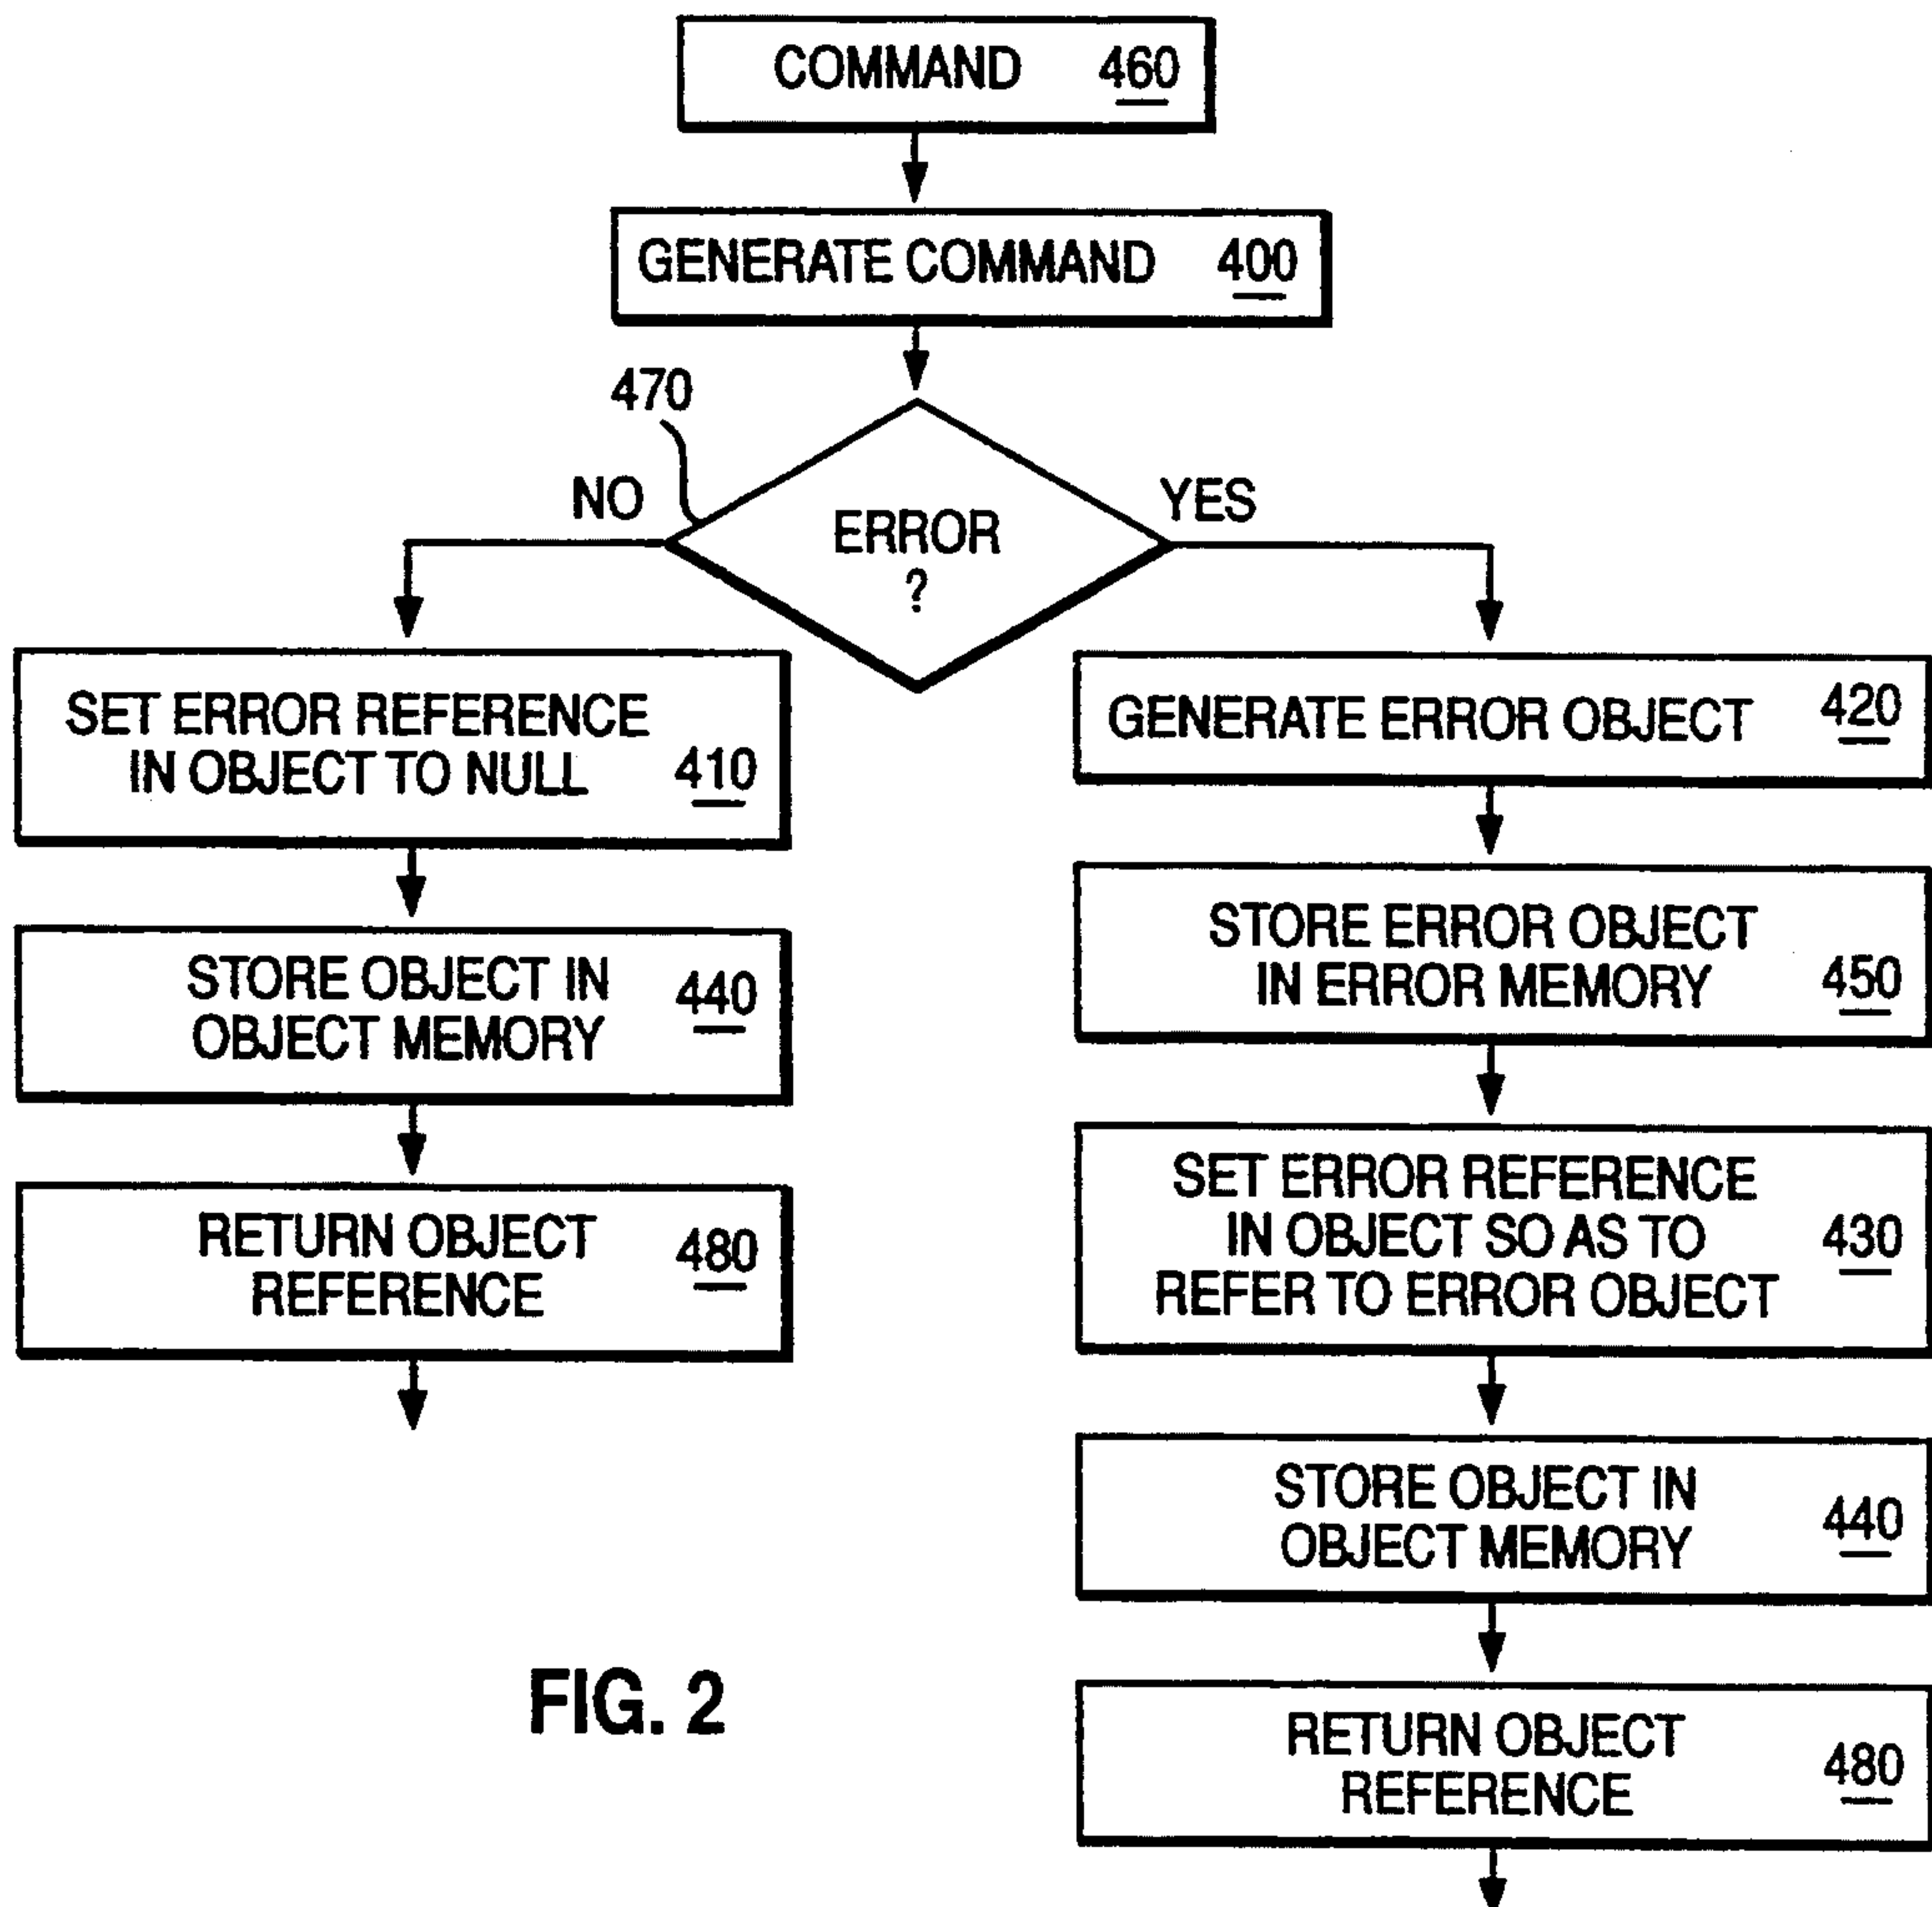 COMMAND 460
GENERATE COMMAND 400
470
NO
YES
ERROR
?
SET ERROR REFERENCE
IN OBJECT TO NULL 410
STORE OBJECT IN
OBJECT MEMORY 440
RETURN OBJECT
REFERENCE 480
GENERATE ERROR OBJECT 420
STORE ERROR OBJECT
IN ERROR MEMORY 450
SET ERROR REFERENCE
IN OBJECT SO AS TO 430
REFER TO ERROR OBJECT
STORE OBJECT IN
OBJECT MEMORY 440
RETURN OBJECT
REFERENCE 480
FIG. 2